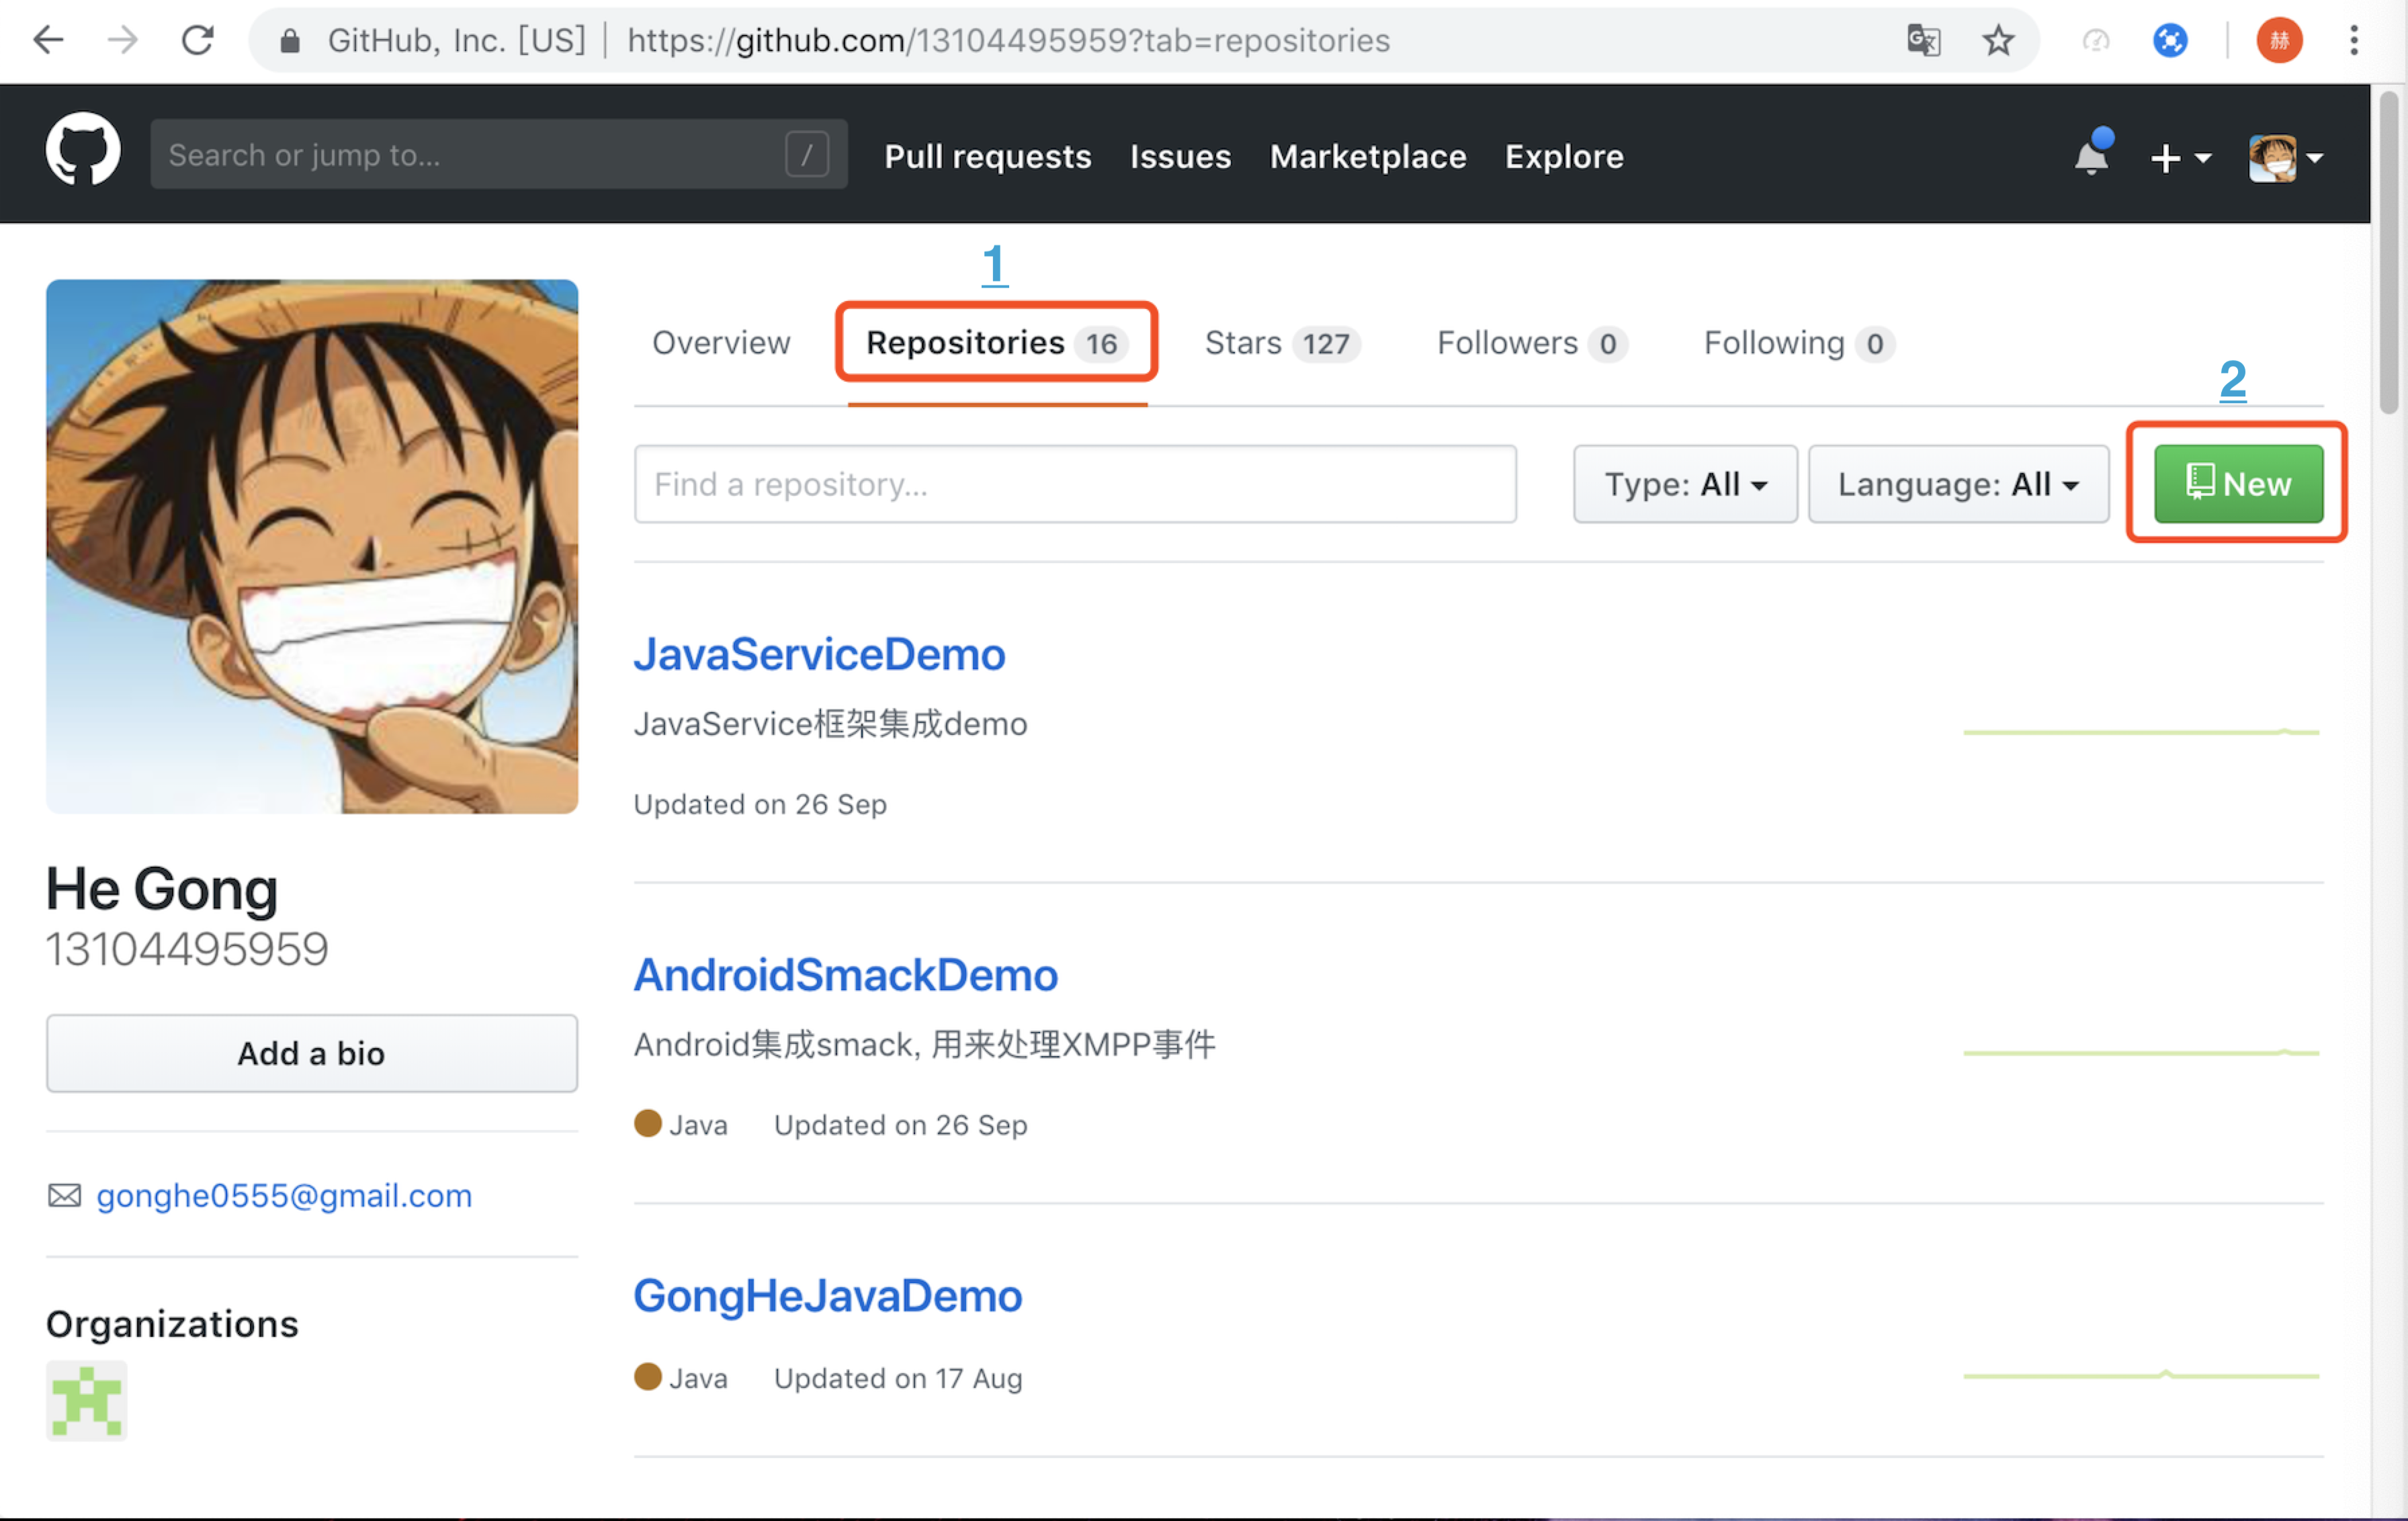 GitHub, Inc. [US] | https://github.com/13104495959?tab=repositories
赫
Search or jump to... /
Pull requests Issues Marketplace Explore
1
Overview Repositories 16 Stars 127 Followers 0 Following 0
2
Find a repository... Type: All Language: All New
JavaServiceDemo
JavaService框架集成demo
Updated on 26 Sep
He Gong
13104495959
Add a bio
gonghe0555@gmail.com
Organizations
AndroidSmackDemo
Android集成smack, 用来处理XMPP事件
Java Updated on 26 Sep
GongHeJavaDemo
Java Updated on 17 Aug